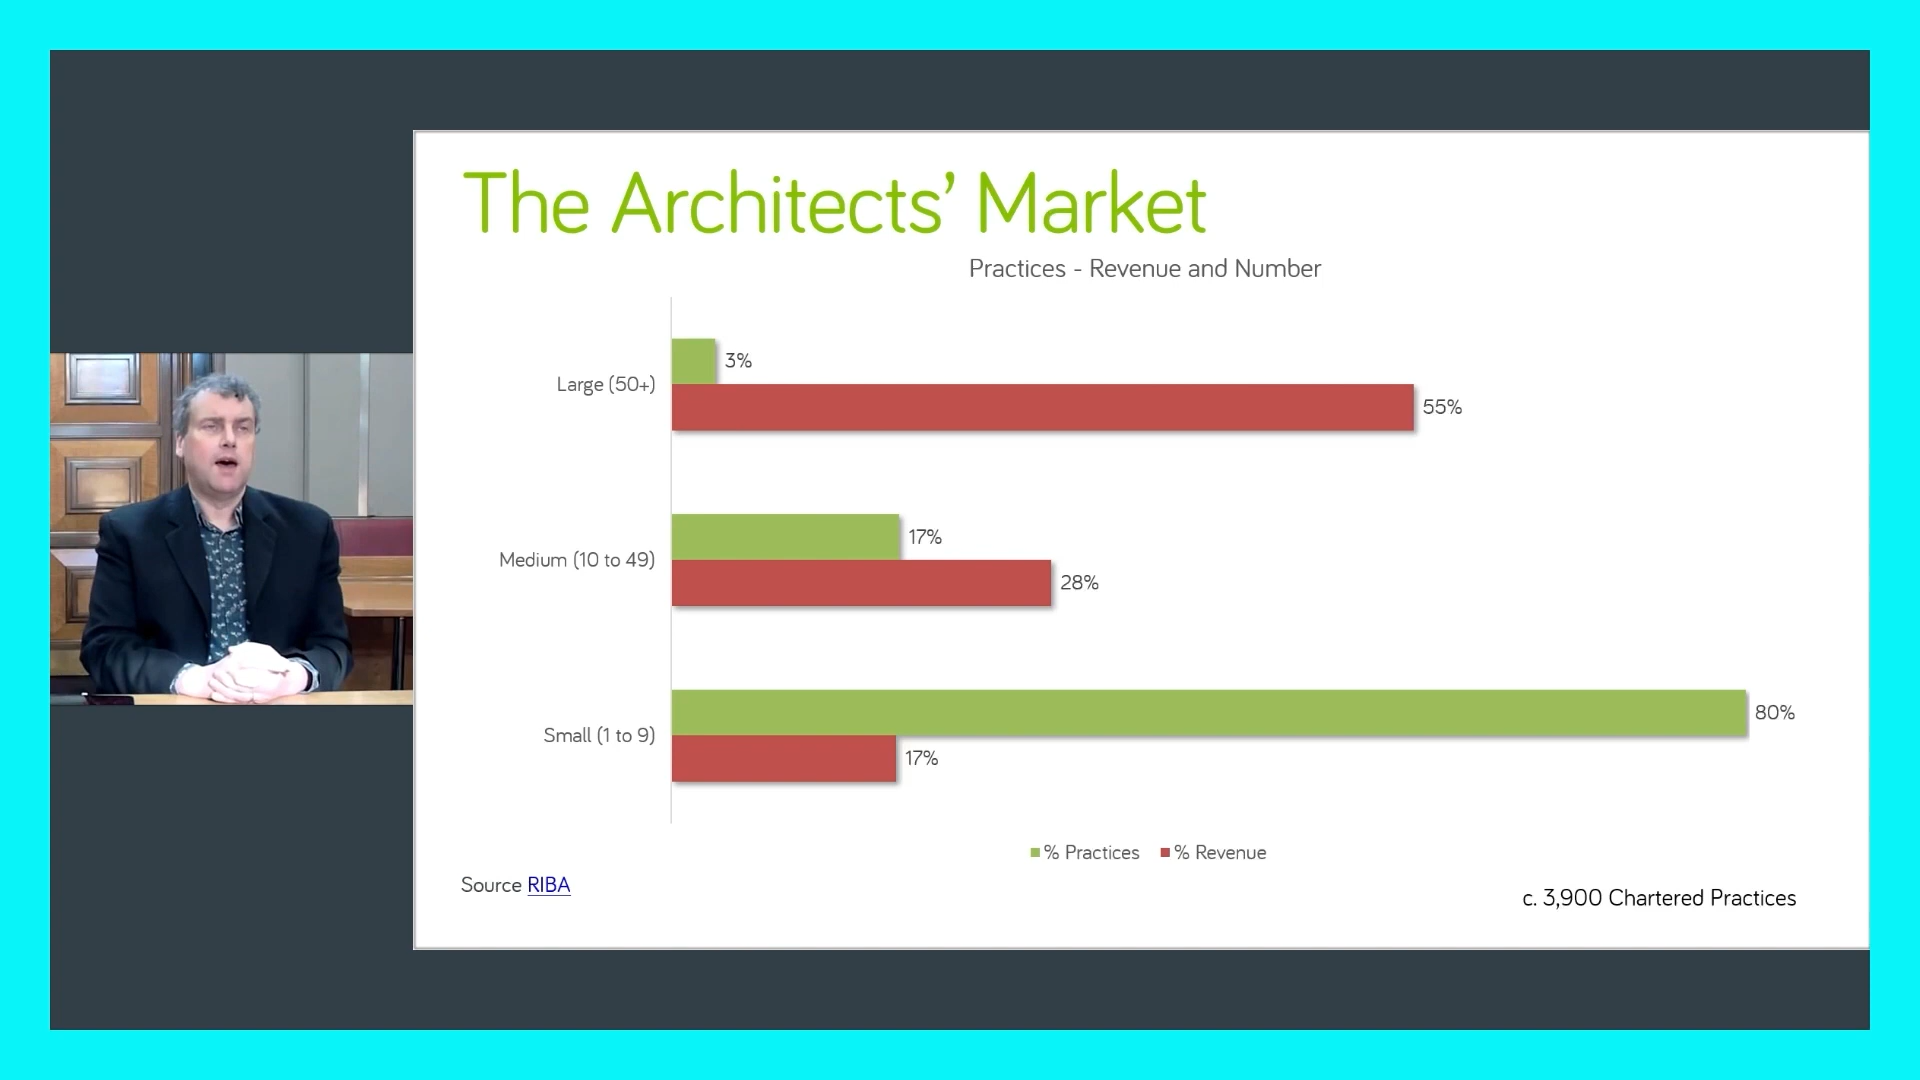 The Architects’ Market
Practices - Revenue and Number
Large (50+)
3%
55%
Medium (10 to 49)
17%
28%
Small (1 to 9)
80%
17%
% Practices % Revenue
Source RIBA
c. 3,900 Chartered Practices